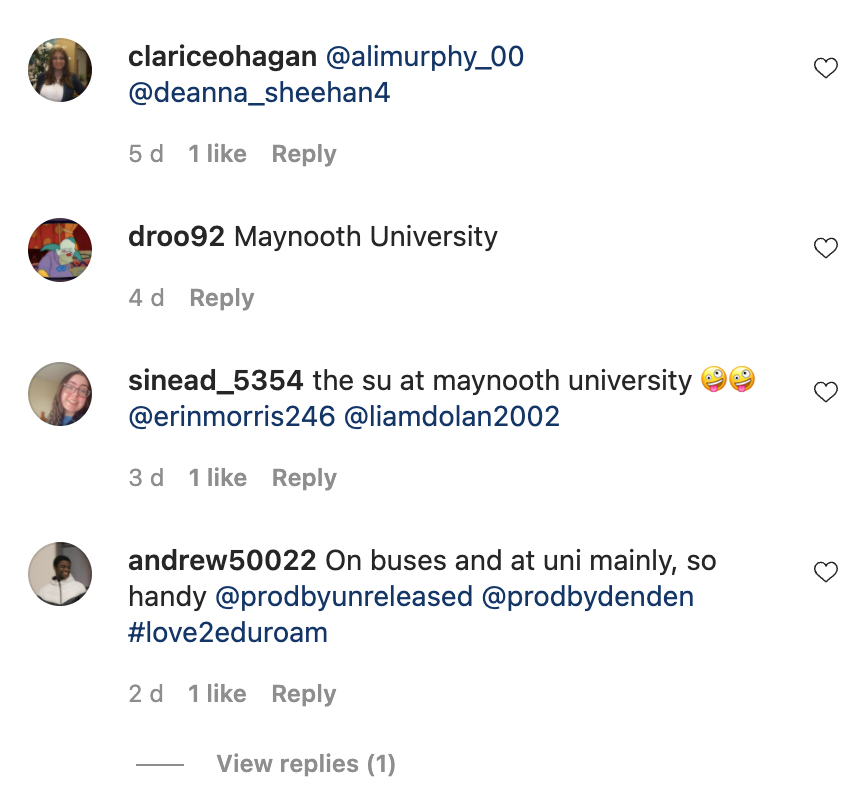 clariceohagan @alimurphy_00
@deanna_sheehan4
5 d 1 like Reply
droo92 Maynooth University
4 d Reply
sinead_5354 the su at maynooth university 🤪🤪
@erinmorris246 @liamdolan2002
3 d 1 like Reply
andrew50022 On buses and at uni mainly, so
handy @prodbyunreleased @prodbydenden
#love2eduroam
2 d 1 like Reply
View replies (1)